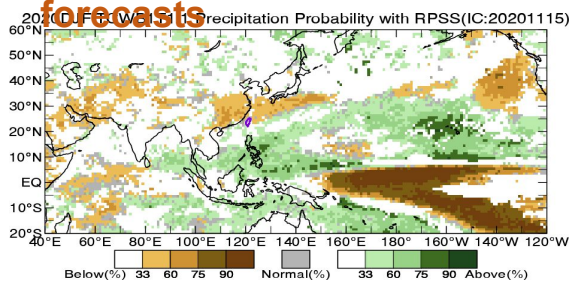 forecasts
Precipitation Probability with RPSS(IC:20201115)
60°N
50°N
40°N
30°N
20°N
10°N
EQ
10°S
20°S
40°E 60°E 80°E 100°E 120°E 140°E 160°E 180° 160°W 140°W 120°W
Below(%) 33 60 75 90 Normal(%) 33 60 75 90 Above(%)